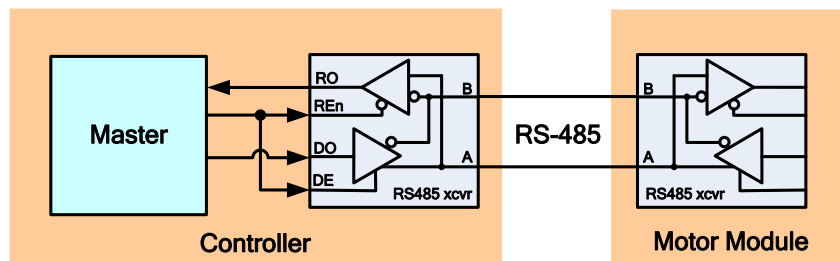 Master
RO
REn
DO
DE
B
A
RS485 xcvr
Controller
RS-485
B
A
RS485 xcvr
Motor Module